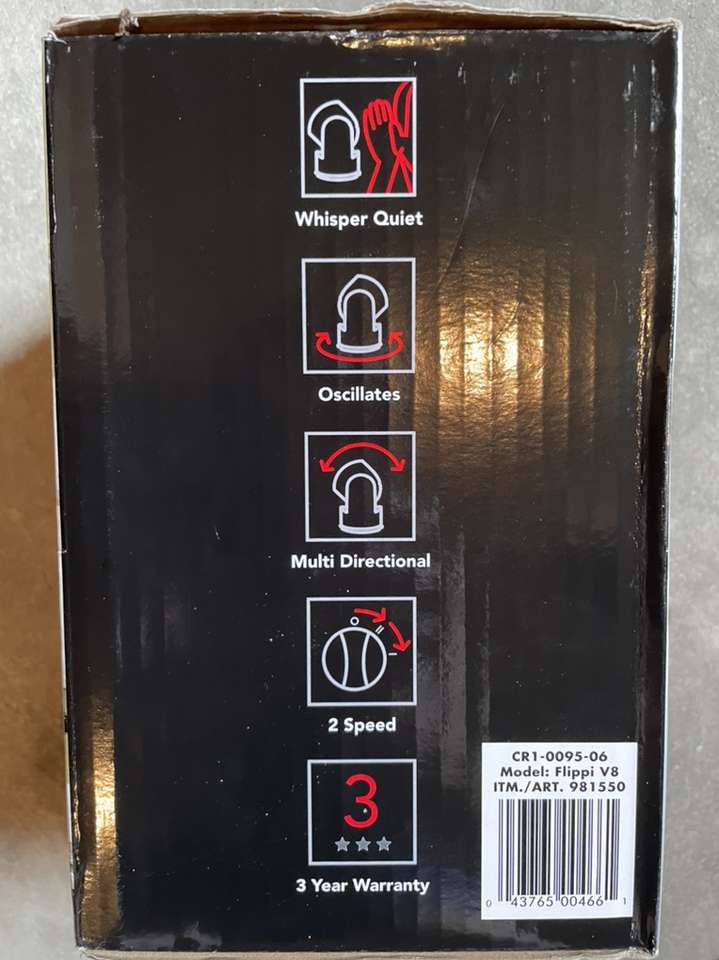 Whisper Quiet
Oscillates
Multi Directional
2 Speed
3
3 Year Warranty
CR1-0095-06
Model: Flippi V8
ITM./ART. 981550
0 43765 00466 1